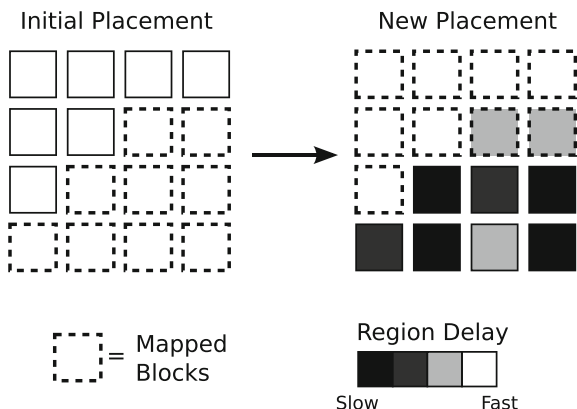 Initial Placement
New Placement
= Mapped
Blocks
Region Delay
Slow
Fast